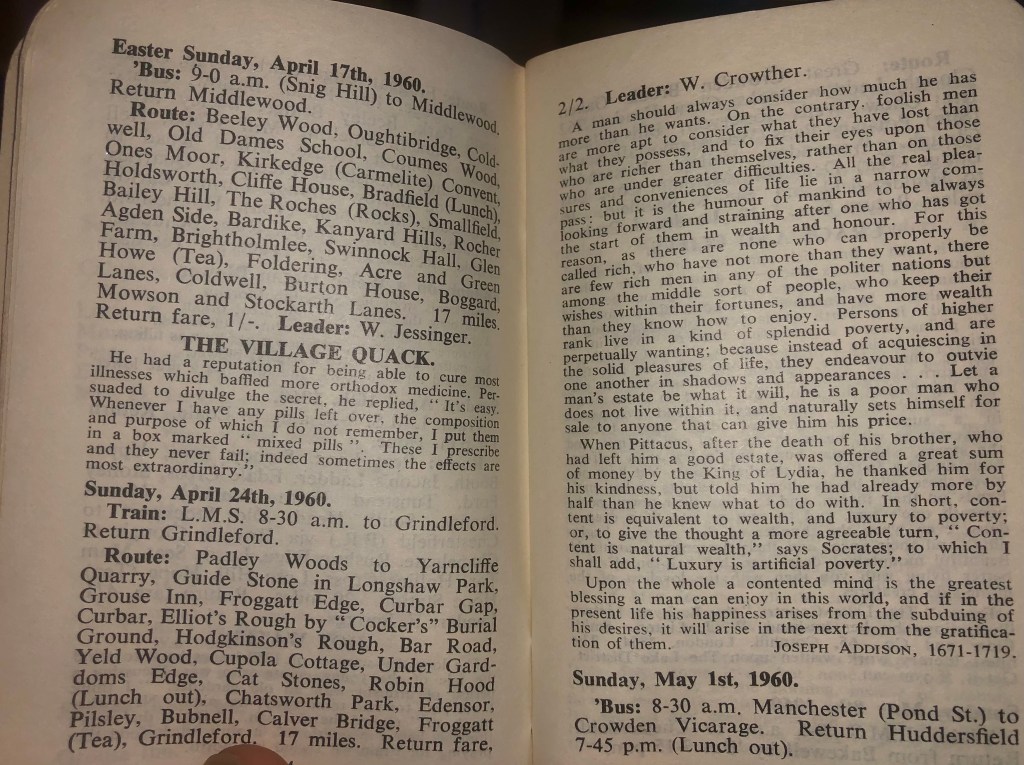 Easter Sunday, April 17th, 1960.
'Bus: 9-0 a.m. (Snig Hill) to Middlewood.
Return Middlewood.
Route: Beeley Wood, Oughtibridge, Cold-
well, Old Dames School, Coumes Wood,
Ones Moor, Kirkedge (Carmelite) Convent,
Holdsworth, Cliffe House, Bradfield (Lunch),
Bailey Hill, The Roches (Rocks), Smallfield,
Agden Side, Bardike, Kanyard Hills, Rocher
Farm, Brightholmlee, Swinnock Hall, Glen
Howe (Tea), Foldering, Acre and Green
Lanes, Coldwell, Burton House, Boggard,
Mowson and Stockarth Lanes. 17 miles.
Return fare, 1/-. Leader: W. Jessinger.
THE VILLAGE QUACK.
He had a reputation for being able to cure most
illnesses which baffled more orthodox medicine. Per-
suaded to divulge the secret, he replied, "It's easy.
Whenever I have any pills left over, the composition
and purpose of which I do not remember, I put them
in a box marked "mixed pills". These I prescribe
and they never fail; indeed sometimes the effects are
most extraordinary."
Sunday, April 24th, 1960.
Train: L.M.S. 8-30 a.m. to Grindleford.
Return Grindleford.
Route: Padley Woods to Yarncliffe
Quarry, Guide Stone in Longshaw Park,
Grouse Inn, Froggatt Edge, Curbar Gap,
Curbar, Elliot's Rough by "Cocker's" Burial
Ground, Hodgkinson's Rough, Bar Road,
Yeld Wood, Cupola Cottage, Under Gard-
doms Edge, Cat Stones, Robin Hood
(Lunch out), Chatsworth Park, Edensor,
Pilsley, Bubnell, Calver Bridge, Froggatt
(Tea), Grindleford. 17 miles. Return fare,
2/2. Leader: W. Crowther.
A man should always consider how much he has
more than he wants. On the contrary, foolish men
are more apt to consider what they have lost than
what they possess, and to fix their eyes upon those
who are richer than themselves, rather than on those
who are under greater difficulties. All the real plea-
sures and conveniences of life lie in a narrow com-
pass; but it is the humour of mankind to be always
looking forward and straining after one who has got
the start of them in wealth and honour. For this
reason, as there are none who can properly be
called rich, who have not more than they want, there
are few rich men in any of the politer nations but
among the middle sort of people, who keep their
wishes within their fortunes, and have more wealth
than they know how to enjoy. Persons of higher
rank live in a kind of splendid poverty, and are
perpetually wanting; because instead of acquiescing in
the solid pleasures of life, they endeavour to outvie
one another in shadows and appearances . . . Let a
man's estate be what it will, he is a poor man who
does not live within it, and naturally sets himself for
sale to anyone that can give him his price.
When Pittacus, after the death of his brother, who
had left him a good estate, was offered a great sum
of money by the King of Lydia, he thanked him for
his kindness, but told him he had already more by
half than he knew what to do with. In short, con-
tent is equivalent to wealth, and luxury to poverty;
or, to give the thought a more agreeable turn, "Con-
tent is natural wealth," says Socrates; to which I
shall add, "Luxury is artificial poverty."
Upon the whole a contented mind is the greatest
blessing a man can enjoy in this world, and if in the
present life his happiness arises from the subduing of
his desires, it will arise in the next from the gratifica-
tion of them. JOSEPH ADDISON, 1671-1719.
Sunday, May 1st, 1960.
'Bus: 8-30 a.m. Manchester (Pond St.) to
Crowden Vicarage. Return Huddersfield
7-45 p.m. (Lunch out).